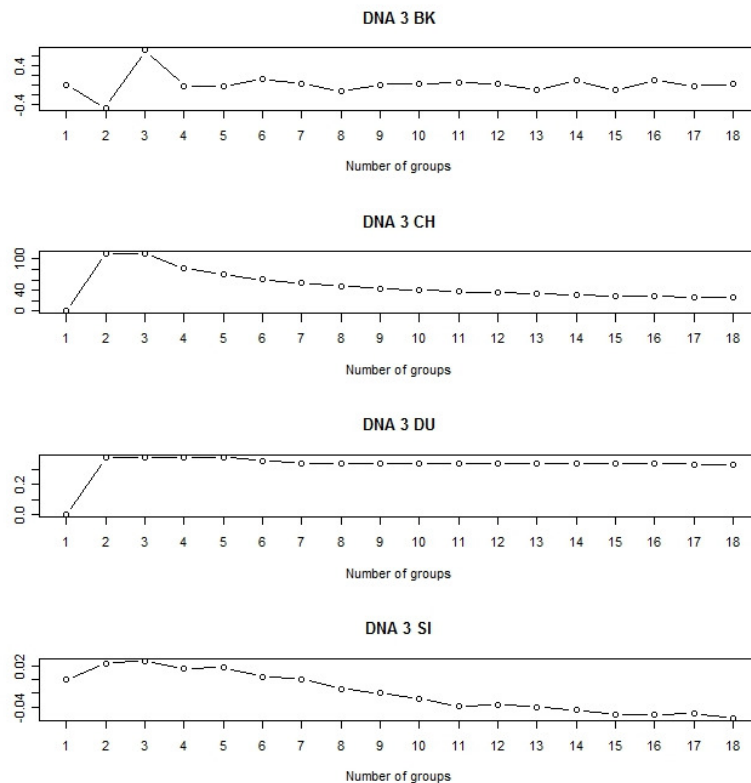 DNA 3 BK
0.4
-0.4
1 2 3 4 5 6 7 8 9 10 11 12 13 14 15 16 17 18
Number of groups
DNA 3 CH
100
40
0
1 2 3 4 5 6 7 8 9 10 11 12 13 14 15 16 17 18
Number of groups
DNA 3 DU
0.2
0.0
1 2 3 4 5 6 7 8 9 10 11 12 13 14 15 16 17 18
Number of groups
DNA 3 SI
0.02
-0.04
1 2 3 4 5 6 7 8 9 10 11 12 13 14 15 16 17 18
Number of groups